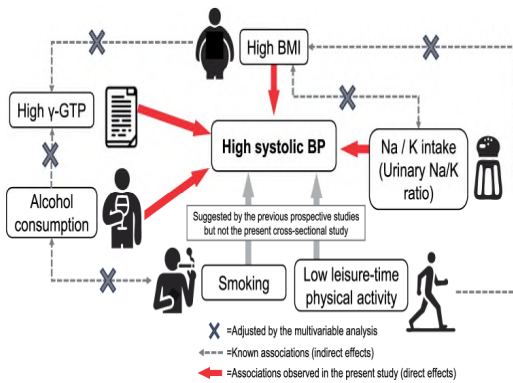 High BMI
High γ-GTP
High systolic BP
Na / K intake
(Urinary Na/K
ratio)
Alcohol
consumption
Suggested by the previous prospective studies
but not the present cross-sectional study
Smoking
Low leisure-time
physical activity
=Adjusted by the multivariable analysis
=Known associations (indirect effects)
=Associations observed in the present study (direct effects)